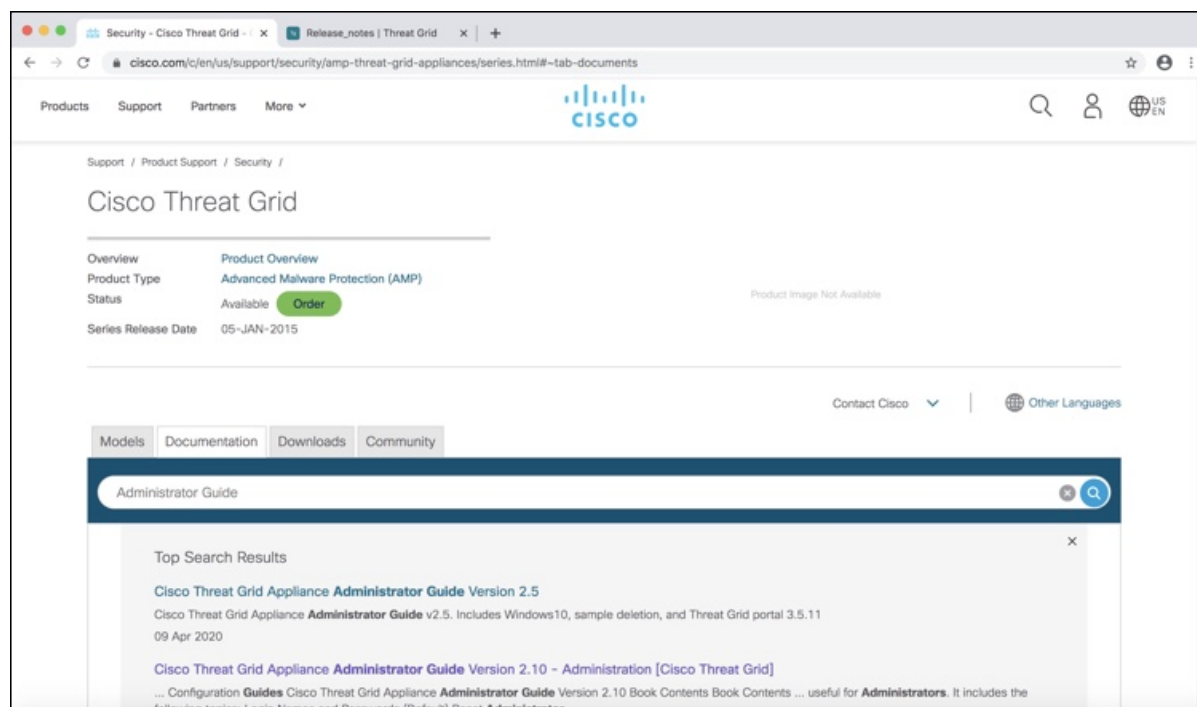 Security - Cisco Threat Grid -
Release_notes | Threat Grid
cisco.com/c/en/us/support/security/amp-threat-grid-appliances/series.html#~tab-documents
Products Support Partners More
CISCO
US
EN
Support / Product Support / Security /
Cisco Threat Grid
Overview Product Overview
Product Type Advanced Malware Protection (AMP)
Product Image Not Available
Status Available Order
Series Release Date 05-JAN-2015
Contact Cisco Other Languages
Models Documentation Downloads Community
Administrator Guide
Top Search Results
Cisco Threat Grid Appliance Administrator Guide Version 2.5
Cisco Threat Grid Appliance Administrator Guide v2.5. Includes Windows10, sample deletion, and Threat Grid portal 3.5.11
09 Apr 2020
Cisco Threat Grid Appliance Administrator Guide Version 2.10 - Administration [Cisco Threat Grid]
... Configuration Guides Cisco Threat Grid Appliance Administrator Guide Version 2.10 Book Contents Book Contents ... useful for Administrators. It includes the